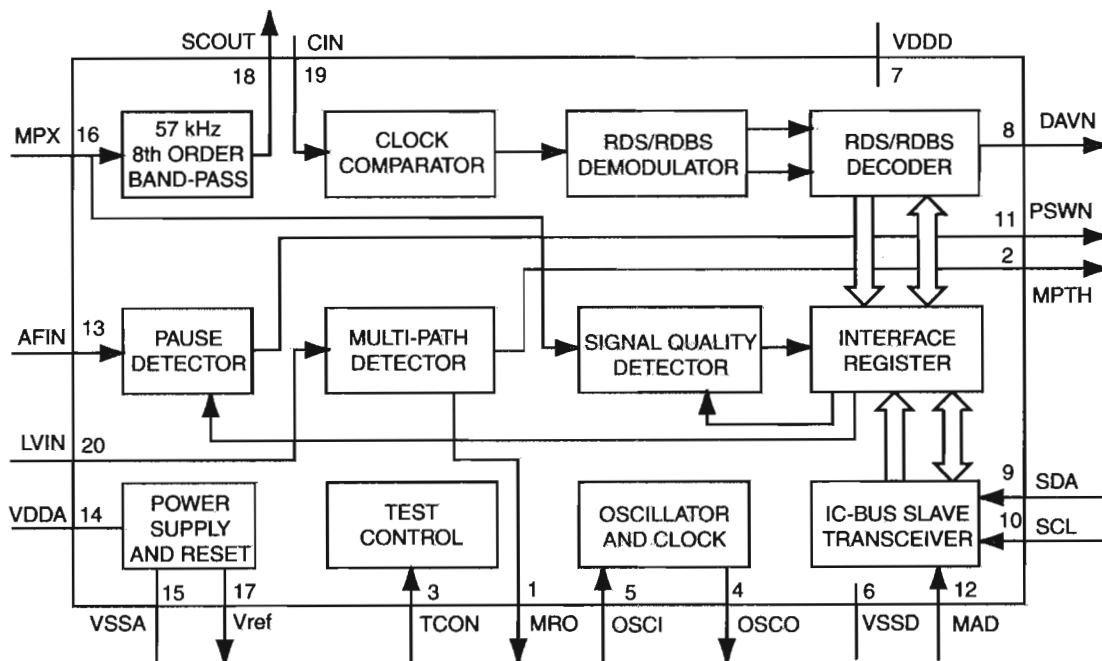 SCOUT
CIN
VDDD
18
19
7
MPX
16
57 kHz
8th ORDER
BAND-PASS
CLOCK
COMPARATOR
RDS/RDBS
DEMODULATOR
RDS/RDBS
DECODER
8
DAVN
11
PSWN
2
MPTH
AFIN
13
PAUSE
DETECTOR
MULTI-PATH
DETECTOR
SIGNAL QUALITY
DETECTOR
INTERFACE
REGISTER
LVIN
20
9
SDA
VDDA
14
POWER
SUPPLY
AND RESET
TEST
CONTROL
OSCILLATOR
AND CLOCK
IC-BUS SLAVE
TRANSCEIVER
10
SCL
15
17
3
1
5
4
6
12
VSSA
Vref
TCON
MRO
OSCI
OSCO
VSSD
MAD